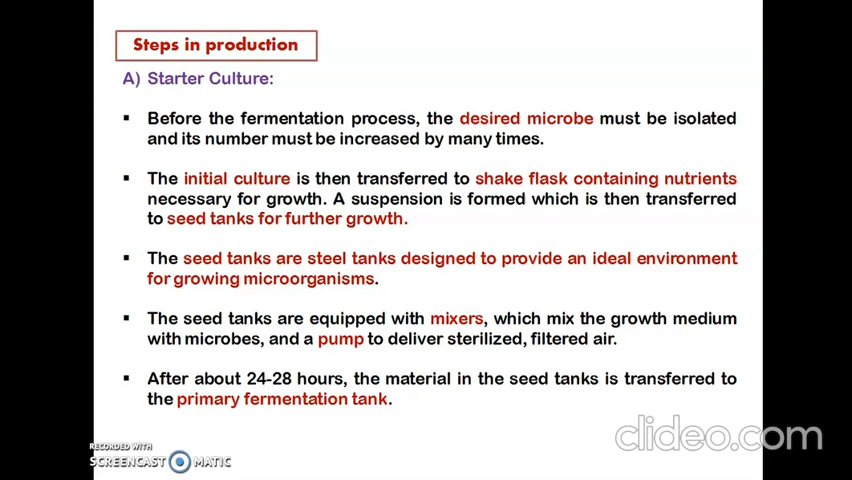 Steps in production
A) Starter Culture:
▪ Before the fermentation process, the desired microbe must be isolated
and its number must be increased by many times.
▪ The initial culture is then transferred to shake flask containing nutrients
necessary for growth. A suspension is formed which is then transferred
to seed tanks for further growth.
▪ The seed tanks are steel tanks designed to provide an ideal environment
for growing microorganisms.
▪ The seed tanks are equipped with mixers, which mix the growth medium
with microbes, and a pump to deliver sterilized, filtered air.
▪ After about 24-28 hours, the material in the seed tanks is transferred to
the primary fermentation tank.
RECORDED WITH
SCREENCAST MATIC
clideo.com